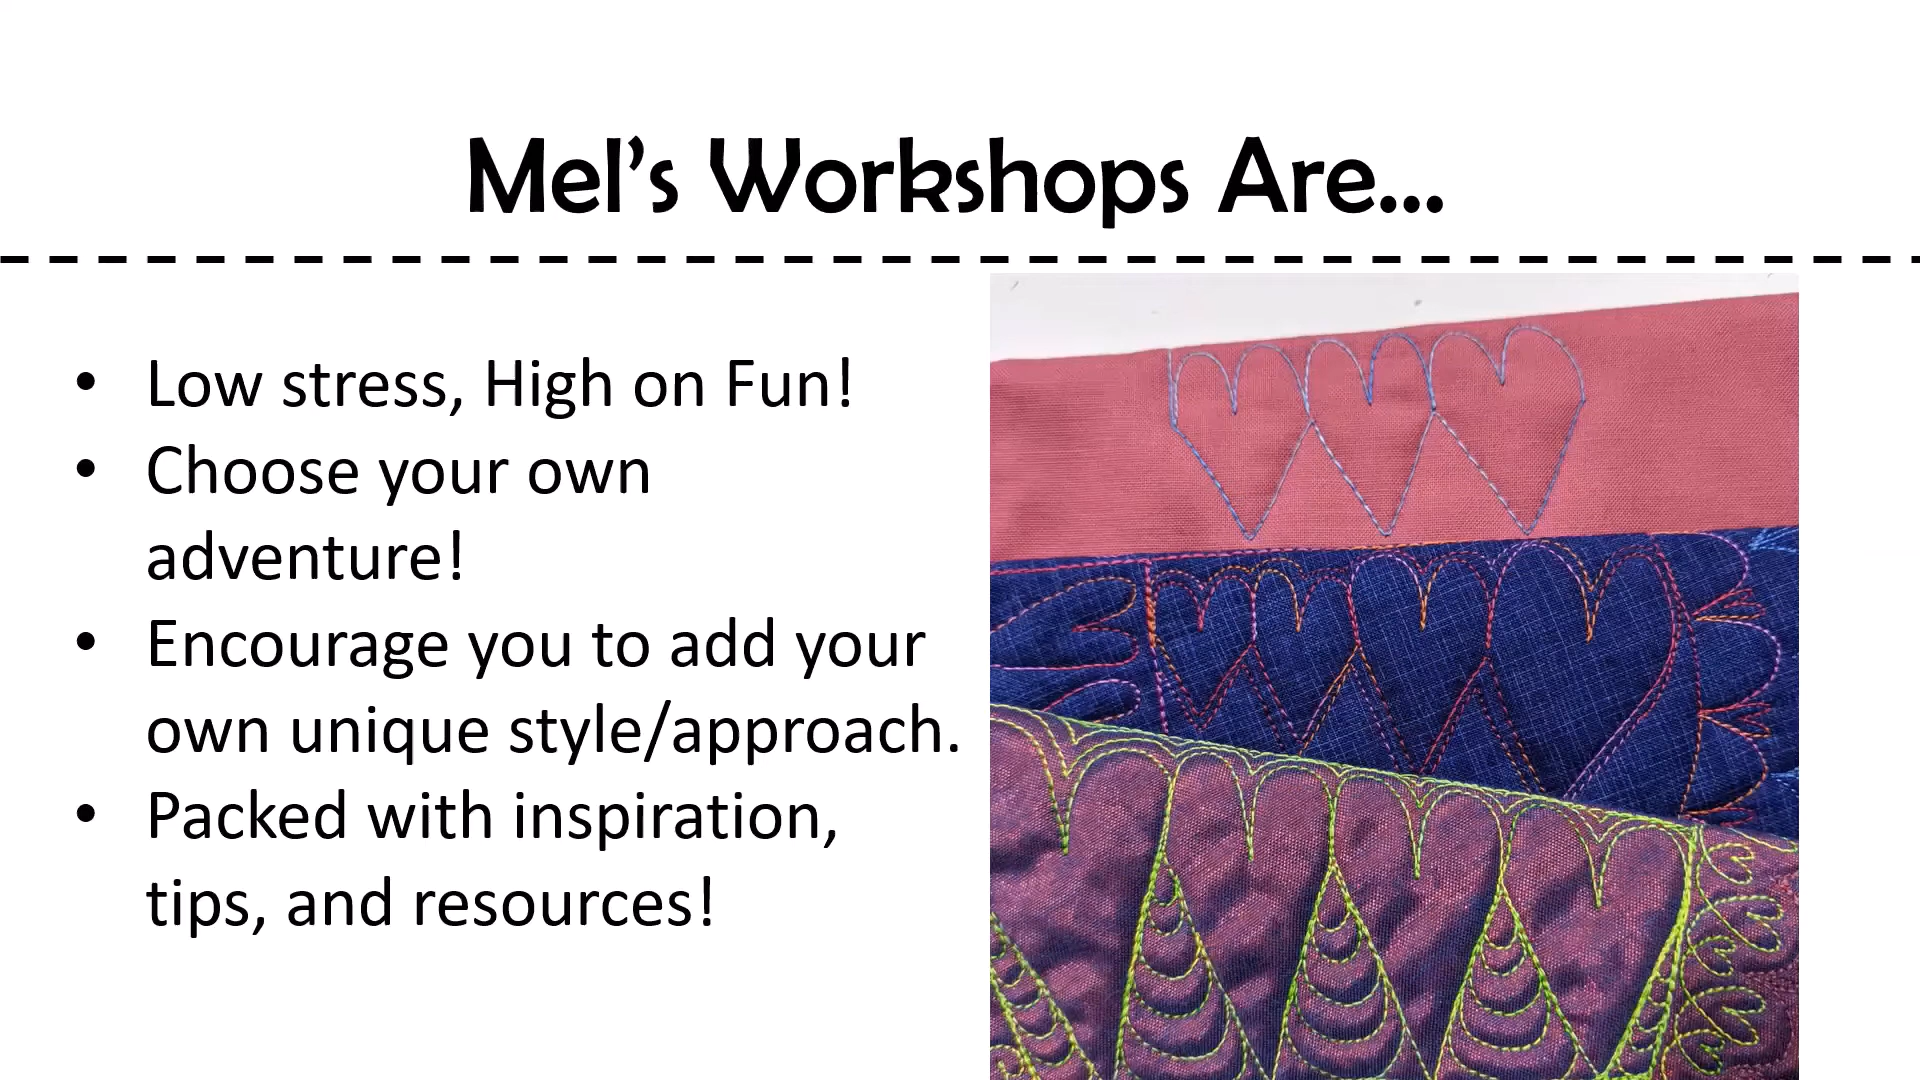 Mel’s Workshops Are...
• Low stress, High on Fun!
• Choose your own
adventure!
• Encourage you to add your
own unique style/approach.
• Packed with inspiration,
tips, and resources!